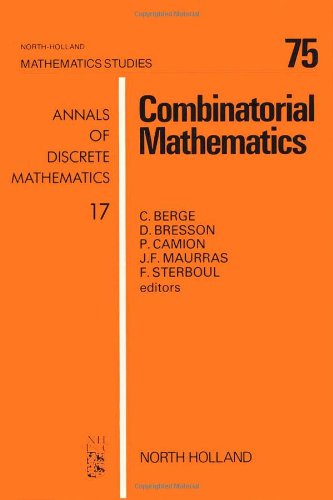 NORTH-HOLLAND
MATHEMATICS STUDIES
75
ANNALS
OF
DISCRETE
MATHEMATICS
17
Combinatorial
Mathematics
C. BERGE
D. BRESSON
P. CAMION
J.F. MAURRAS
F. STERBOUL
editors
NORTH HOLLAND